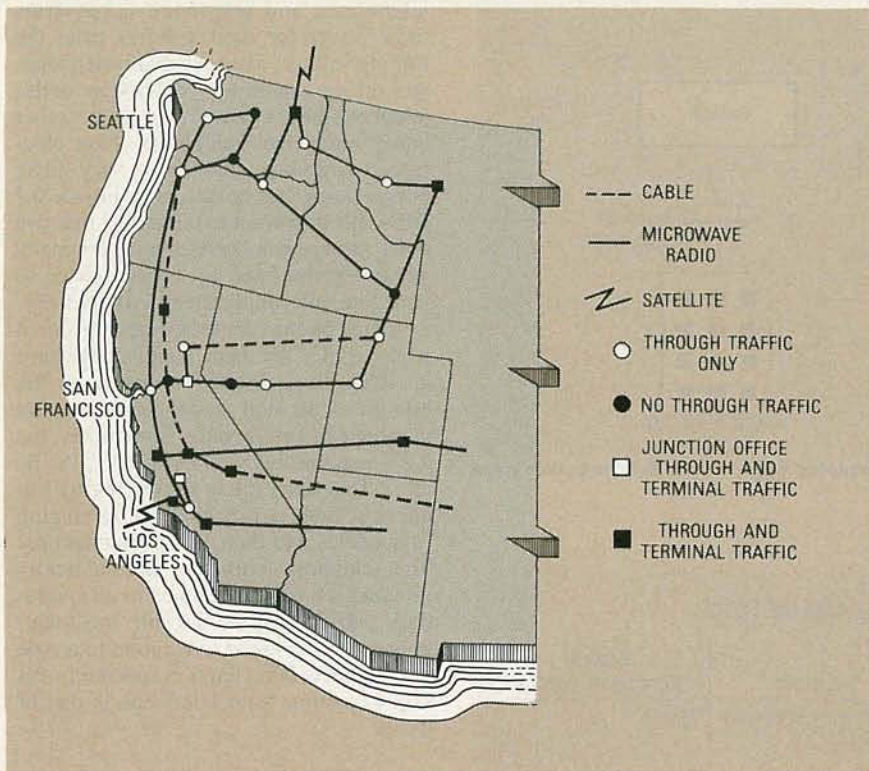 SEATTLE
SAN
FRANCISCO
LOS
ANGELES
CABLE
MICROWAVE
RADIO
SATELLITE
THROUGH TRAFFIC
ONLY
NO THROUGH TRAFFIC
JUNCTION OFFICE
THROUGH AND
TERMINAL TRAFFIC
THROUGH AND
TERMINAL TRAFFIC